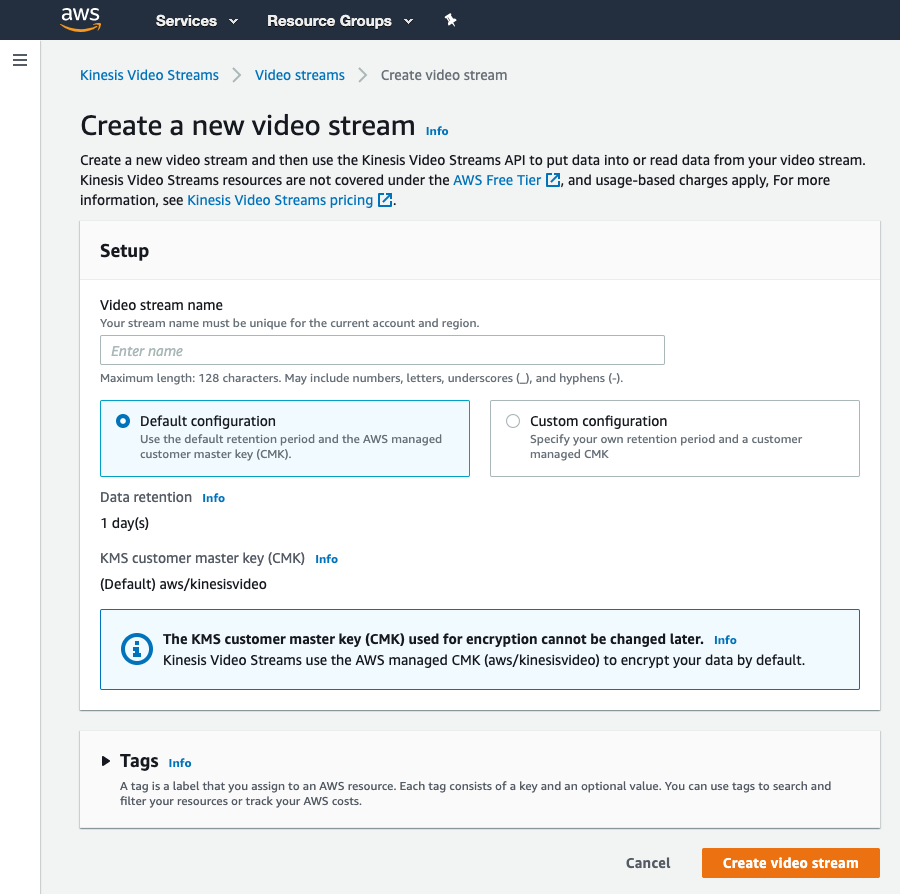 aws Services Resource Groups
Kinesis Video Streams Video streams Create video stream
Create a new video stream Info
Create a new video stream and then use the Kinesis Video Streams API to put data into or read data from your video stream.
Kinesis Video Streams resources are not covered under the AWS Free Tier , and usage-based charges apply, For more
information, see Kinesis Video Streams pricing .
Setup
Video stream name
Your stream name must be unique for the current account and region.
Enter name
Maximum length: 128 characters. May include numbers, letters, underscores (_), and hyphens (-).
Default configuration
Use the default retention period and the AWS managed
customer master key (CMK).
Custom configuration
Specify your own retention period and a customer
managed CMK
Data retention Info
1 day(s)
KMS customer master key (CMK) Info
(Default) aws/kinesisvideo
The KMS customer master key (CMK) used for encryption cannot be changed later. Info
Kinesis Video Streams use the AWS managed CMK (aws/kinesisvideo) to encrypt your data by default.
Tags Info
A tag is a label that you assign to an AWS resource. Each tag consists of a key and an optional value. You can use tags to search and
filter your resources or track your AWS costs.
Cancel Create video stream